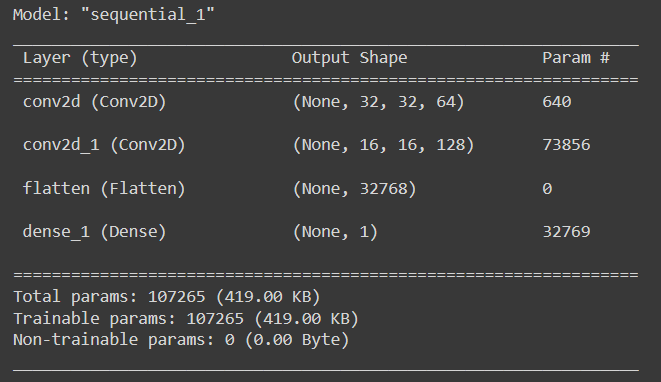 Model: "sequential_1"
Layer (type) Output Shape Param #
conv2d (Conv2D) (None, 32, 32, 64) 640
conv2d_1 (Conv2D) (None, 16, 16, 128) 73856
flatten (Flatten) (None, 32768) 0
dense_1 (Dense) (None, 1) 32769
Total params: 107265 (419.00 KB)
Trainable params: 107265 (419.00 KB)
Non-trainable params: 0 (0.00 Byte)